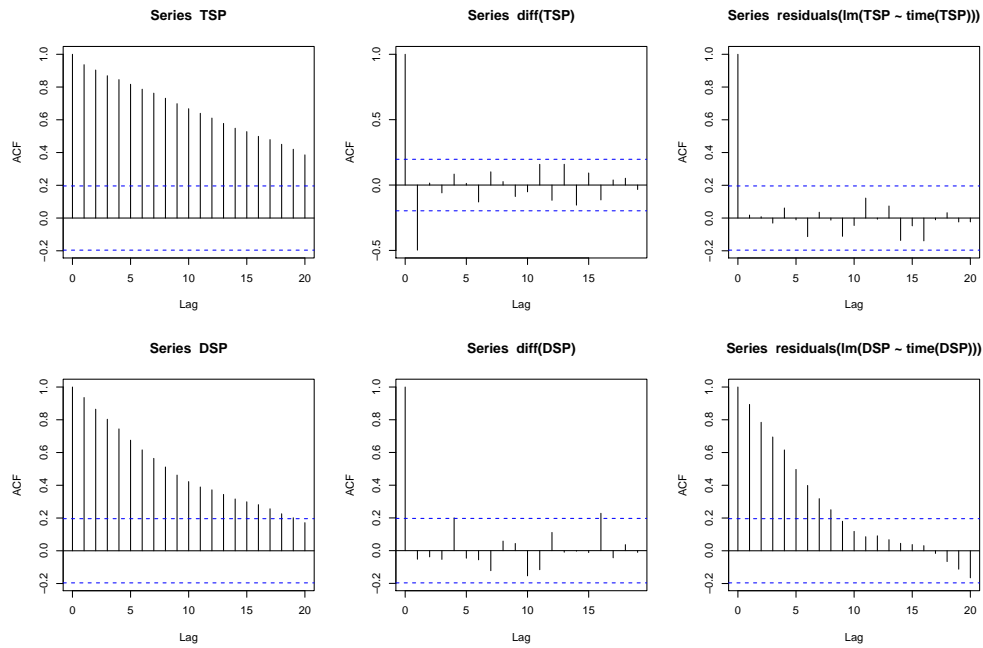 Series TSP
ACF
1.0
0.8
0.6
0.4
0.2
0.0
−0.2
0 5 10 15 20
Lag
Series diff(TSP)
ACF
1.0
0.5
0.0
−0.5
0 5 10 15
Lag
Series residuals(lm(TSP ~ time(TSP)))
ACF
1.0
0.8
0.6
0.4
0.2
0.0
−0.2
0 5 10 15 20
Lag
Series DSP
ACF
1.0
0.8
0.6
0.4
0.2
0.0
−0.2
0 5 10 15 20
Lag
Series diff(DSP)
ACF
1.0
0.8
0.6
0.4
0.2
0.0
−0.2
0 5 10 15
Lag
Series residuals(lm(DSP ~ time(DSP)))
ACF
1.0
0.8
0.6
0.4
0.2
0.0
−0.2
0 5 10 15 20
Lag